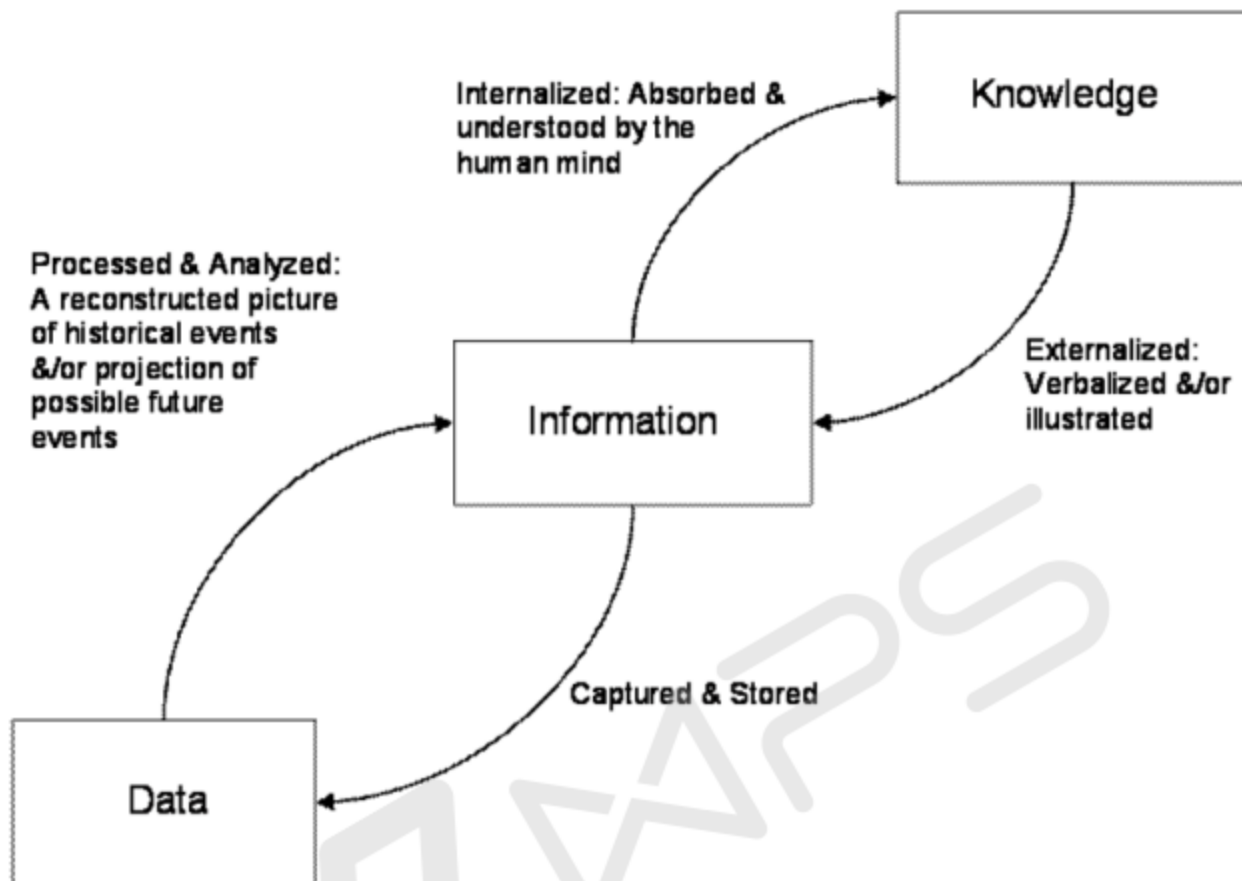 Knowledge
Internalized: Absorbed &
understood by the
human mind
Processed & Analyzed:
A reconstructed picture
of historical events
&/or projection of
possible future
events
Externalized:
Verbalized &/or
illustrated
Information
Captured & Stored
Data